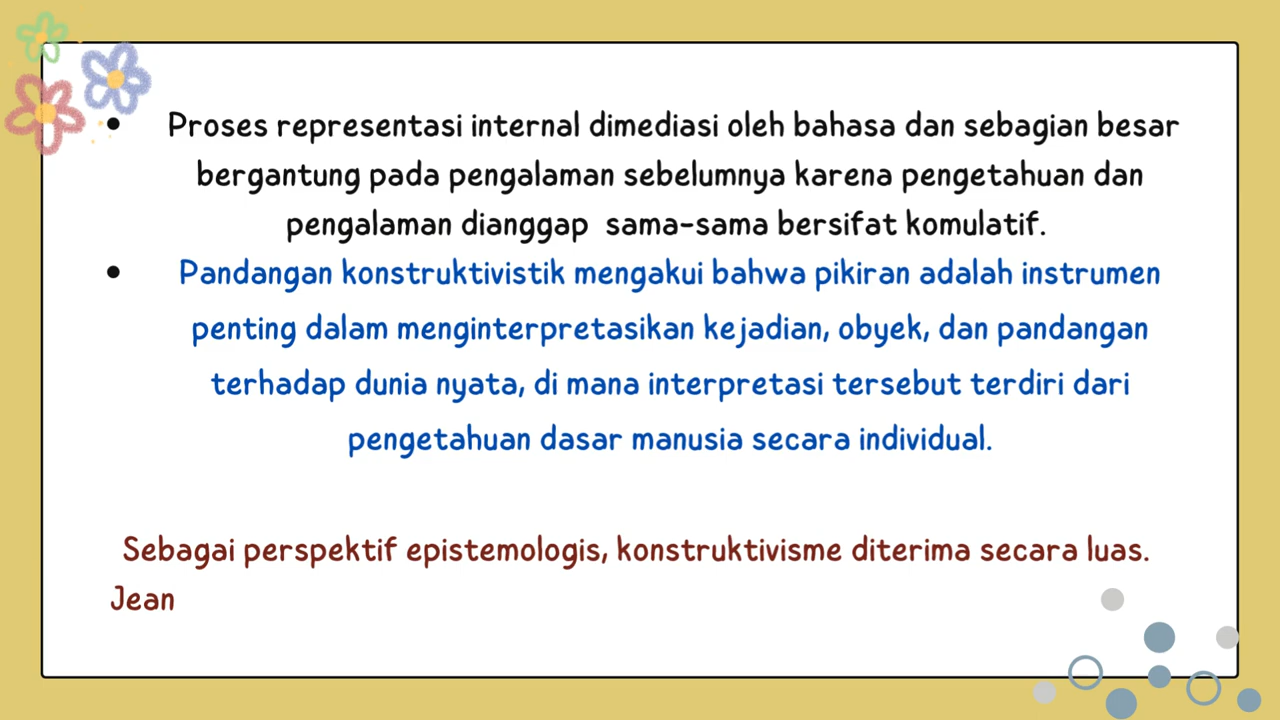 • Proses representasi internal dimediasi oleh bahasa dan sebagian besar
bergantung pada pengalaman sebelumnya karena pengetahuan dan
pengalaman dianggap sama-sama bersifat komulatif.
• Pandangan konstruktivistik mengakui bahwa pikiran adalah instrumen
penting dalam menginterpretasikan kejadian, obyek, dan pandangan
terhadap dunia nyata, di mana interpretasi tersebut terdiri dari
pengetahuan dasar manusia secara individual.
Sebagai perspektif epistemologis, konstruktivisme diterima secara luas.
Jean